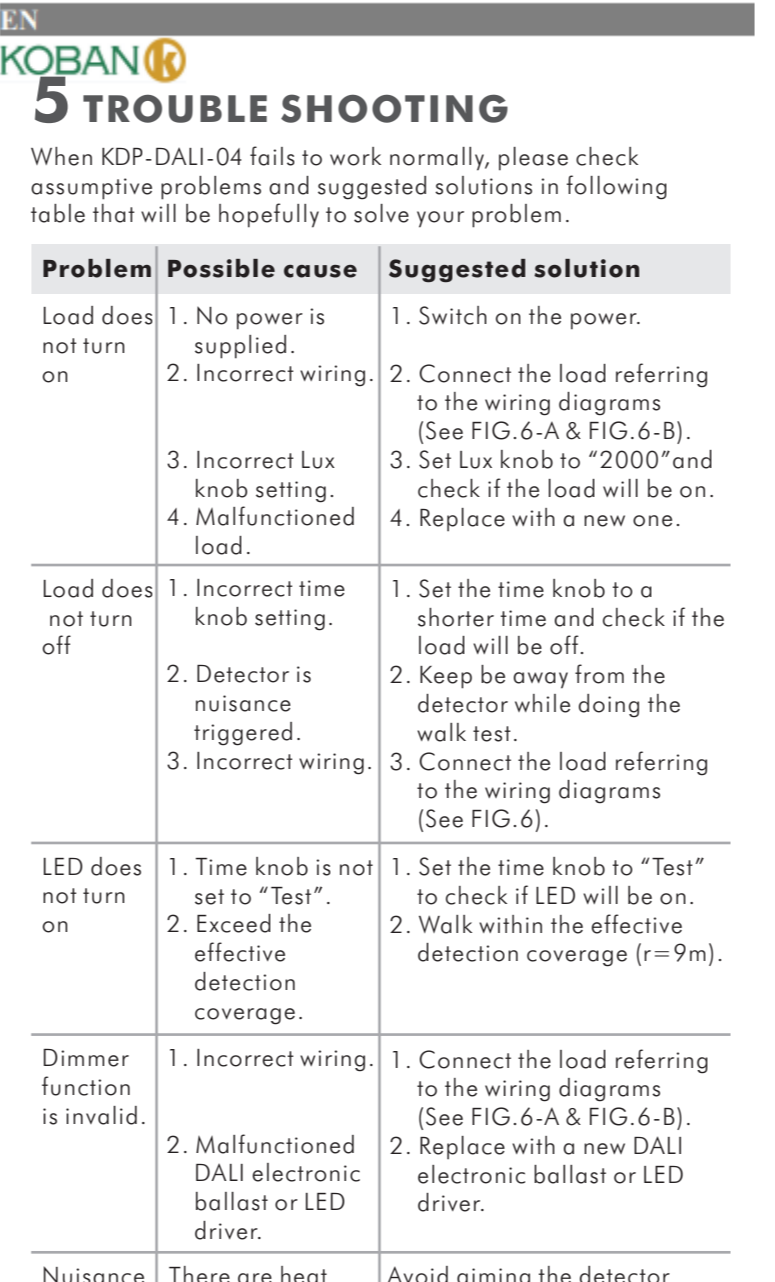 EN
KOBAN k
5 TROUBLE SHOOTING
When KDP-DALI-04 fails to work normally, please check
assumptive problems and suggested solutions in following
table that will be hopefully to solve your problem.
Problem Possible cause Suggested solution
Load does not turn on
1. No power is
supplied.
2. Incorrect wiring.
3. Incorrect Lux
knob setting.
4. Malfunctioned
load.
1. Switch on the power.
2. Connect the load referring
to the wiring diagrams
(See FIG.6-A & FIG.6-B).
3. Set Lux knob to “2000”and
check if the load will be on.
4. Replace with a new one.
Load does
not turn
off
1. Incorrect time
knob setting.
2. Detector is
nuisance
triggered.
3. Incorrect wiring.
1. Set the time knob to a
shorter time and check if the
load will be off.
2. Keep be away from the
detector while doing the
walk test.
3. Connect the load referring
to the wiring diagrams
(See FIG.6).
LED does
not turn
on
1. Time knob is not
set to “Test”.
2. Exceed the
effective
detection
coverage.
1. Set the time knob to “Test”
to check if LED will be on.
2. Walk within the effective
detection coverage (r=9m).
Dimmer
function
is invalid.
1. Incorrect wiring.
2. Malfunctioned
DALI electronic
ballast or LED
driver.
1. Connect the load referring
to the wiring diagrams
(See FIG.6-A & FIG.6-B).
2. Replace with a new DALI
electronic ballast or LED
driver.
Nuisance
There are heat
Avoid aiming the detector